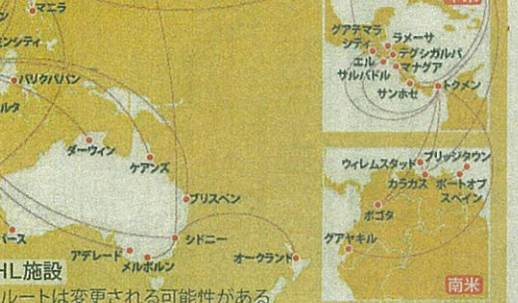 マニラ
ンシティ
バリクパパン
ルタ
ダーウィン
ケアンズ
ブリスベン
シドニー
パース
アデレード
メルボルン
オークランド
HL施設
ルートは変更される可能性がある
グアテマラ
シティ
ラメーサ
テグシガルパ
エル
サルバドル
マナグア
サンホセ
トクメン
ウィレムスタッド
ブリッジタウン
カラカス
ポートオブ
スペイン
ボゴタ
グアヤキル
南米